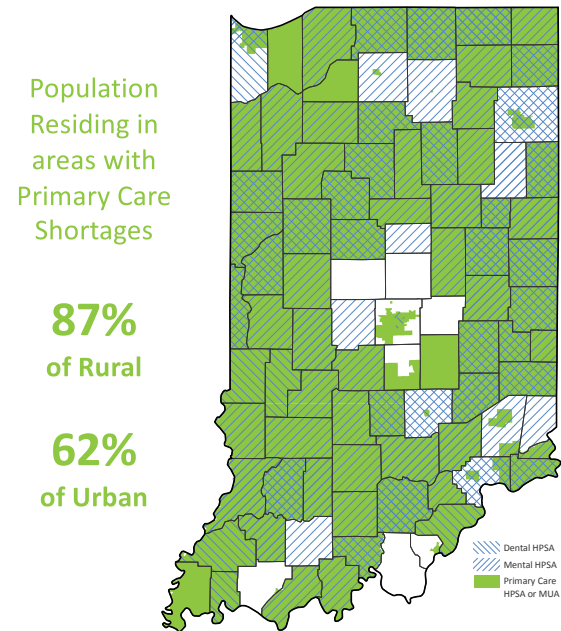 Population
Residing in
areas with
Primary Care
Shortages
87%
of Rural
62%
of Urban
Dental HPSA
Mental HPSA
Primary Care
HPSA or MUA